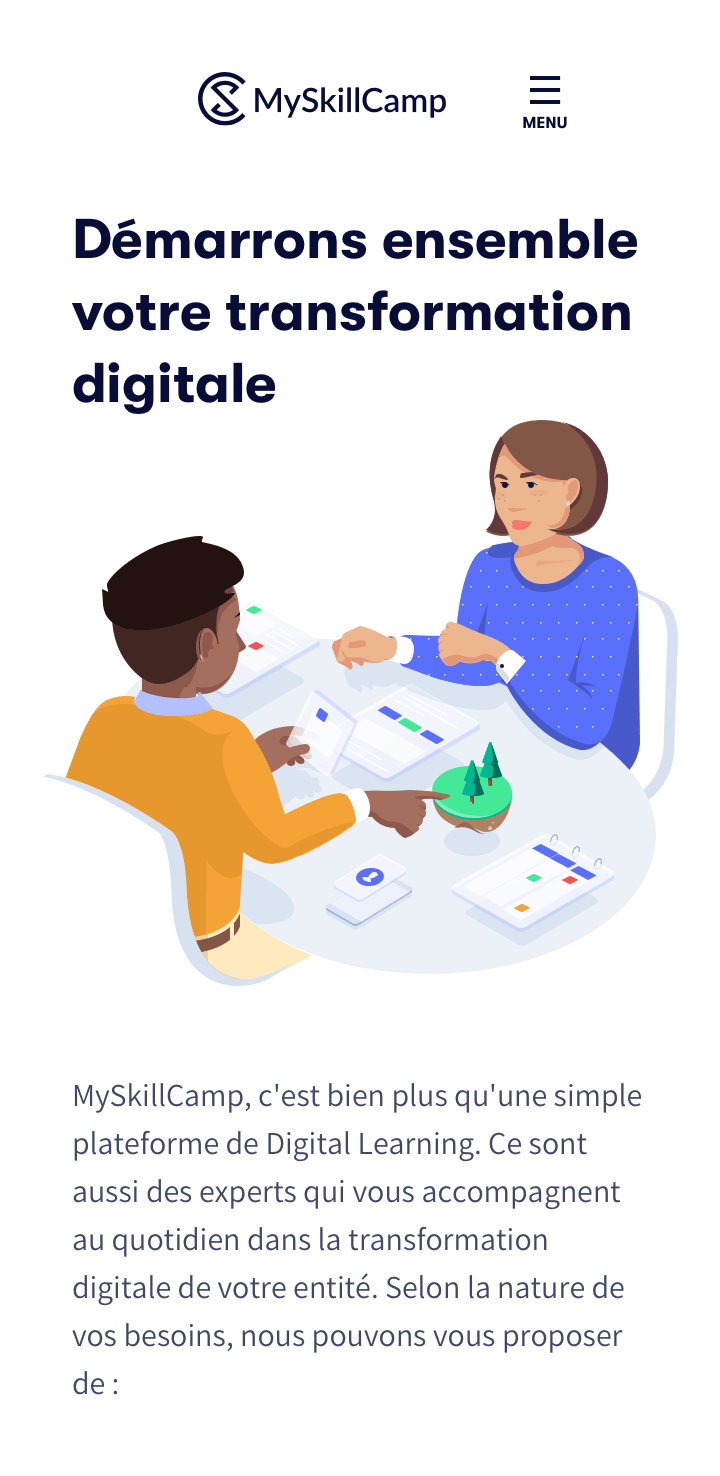 MySkillCamp
MENU
Démarrons ensemble
votre transformation
digitale
MySkillCamp, c'est bien plus qu'une simple
plateforme de Digital Learning. Ce sont
aussi des experts qui vous accompagnent
au quotidien dans la transformation
digitale de votre entité. Selon la nature de
vos besoins, nous pouvons vous proposer
de :